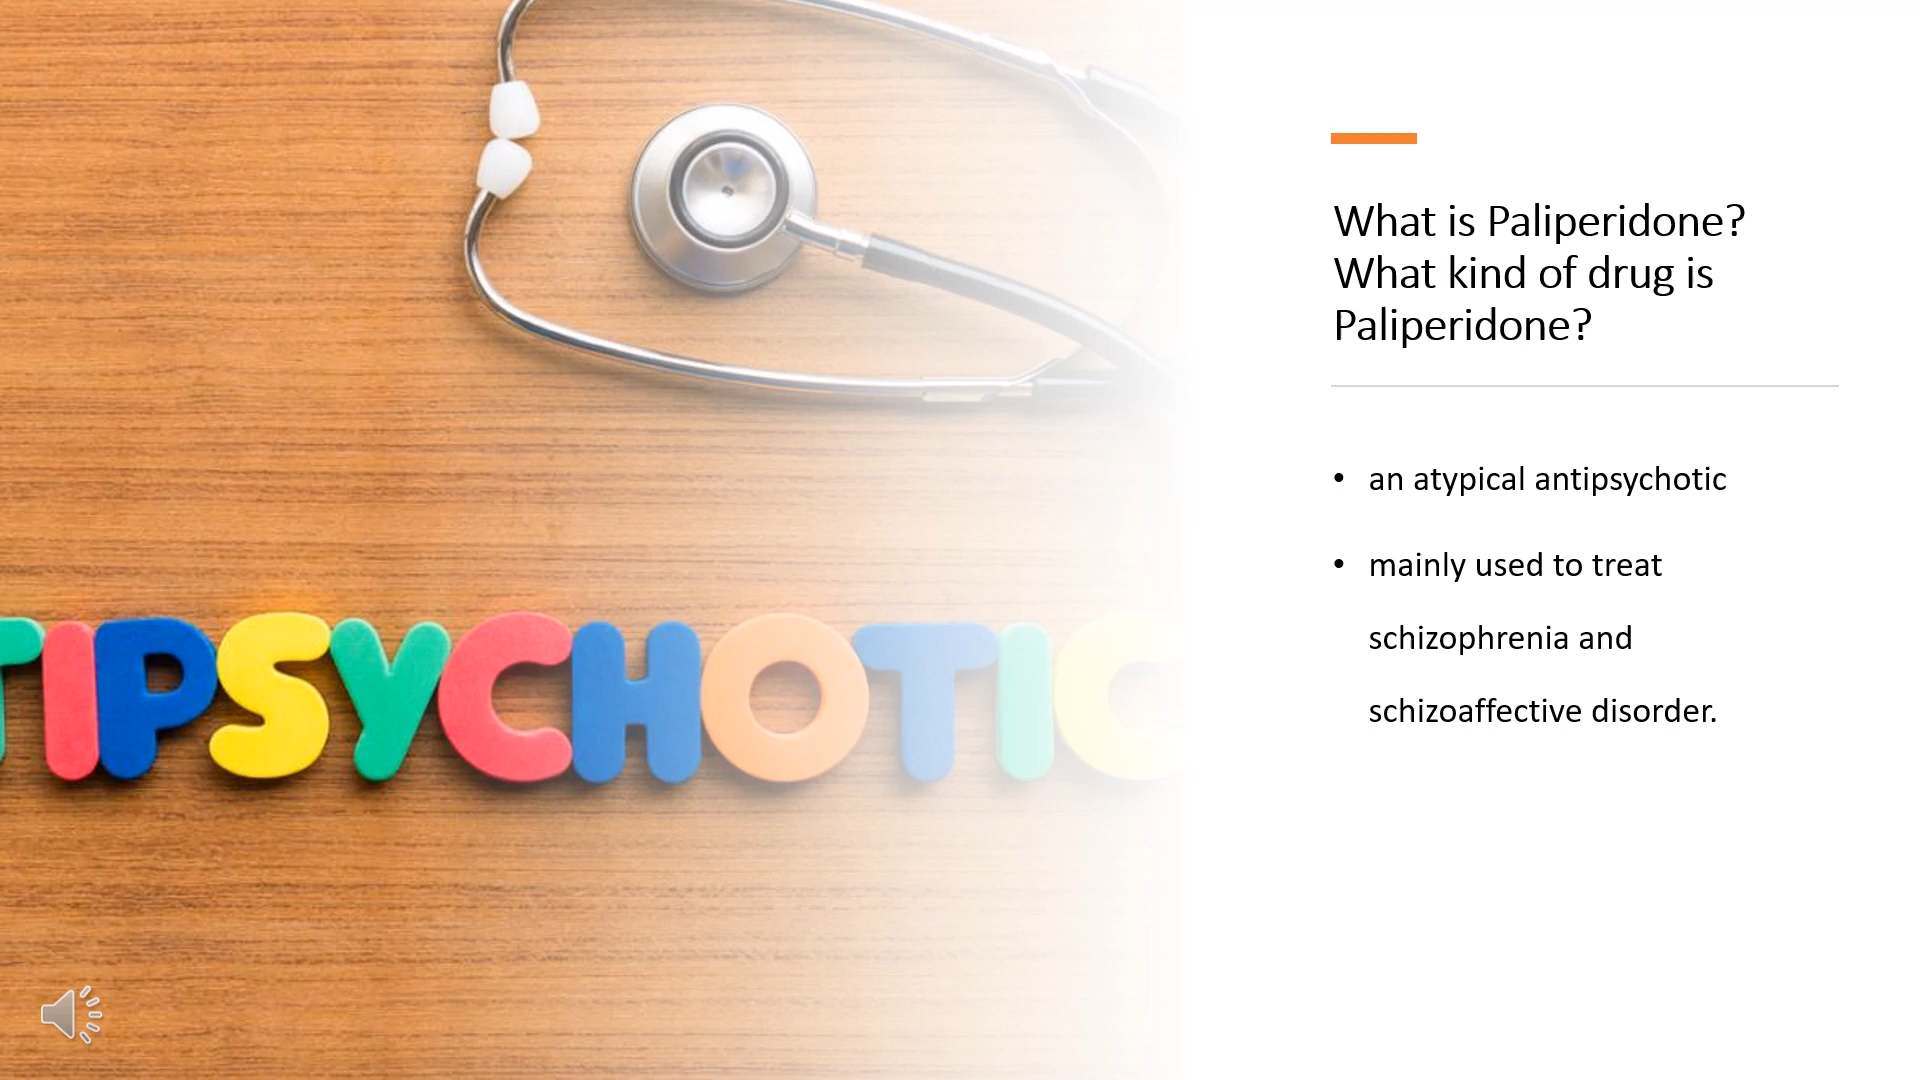 What is Paliperidone?
What kind of drug is
Paliperidone?
• an atypical antipsychotic
• mainly used to treat
schizophrenia and
schizoaffective disorder.
TIPSYCHOTIC